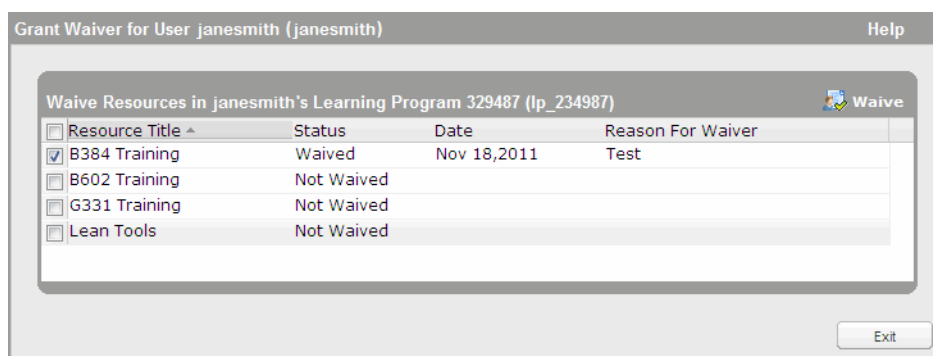 Grant Waiver for User janesmith (janesmith) Help
Waive Resources in janesmith's Learning Program 329487 (lp_234987) Waive
Resource Title Status Date Reason For Waiver
B384 Training Waived Nov 18,2011 Test
B602 Training Not Waived
G331 Training Not Waived
Lean Tools Not Waived
Exit